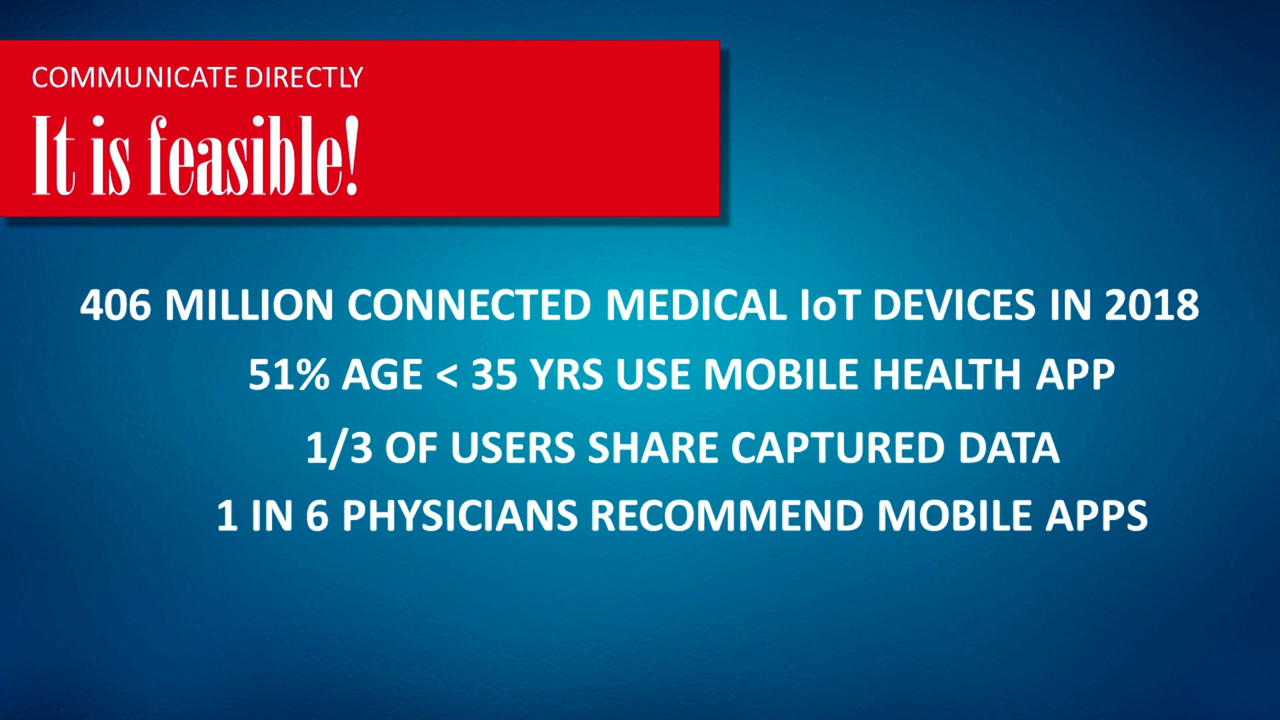 COMMUNICATE DIRECTLY
It is feasible!
406 MILLION CONNECTED MEDICAL IoT DEVICES IN 2018
51% AGE < 35 YRS USE MOBILE HEALTH APP
1/3 OF USERS SHARE CAPTURED DATA
1 IN 6 PHYSICIANS RECOMMEND MOBILE APPS